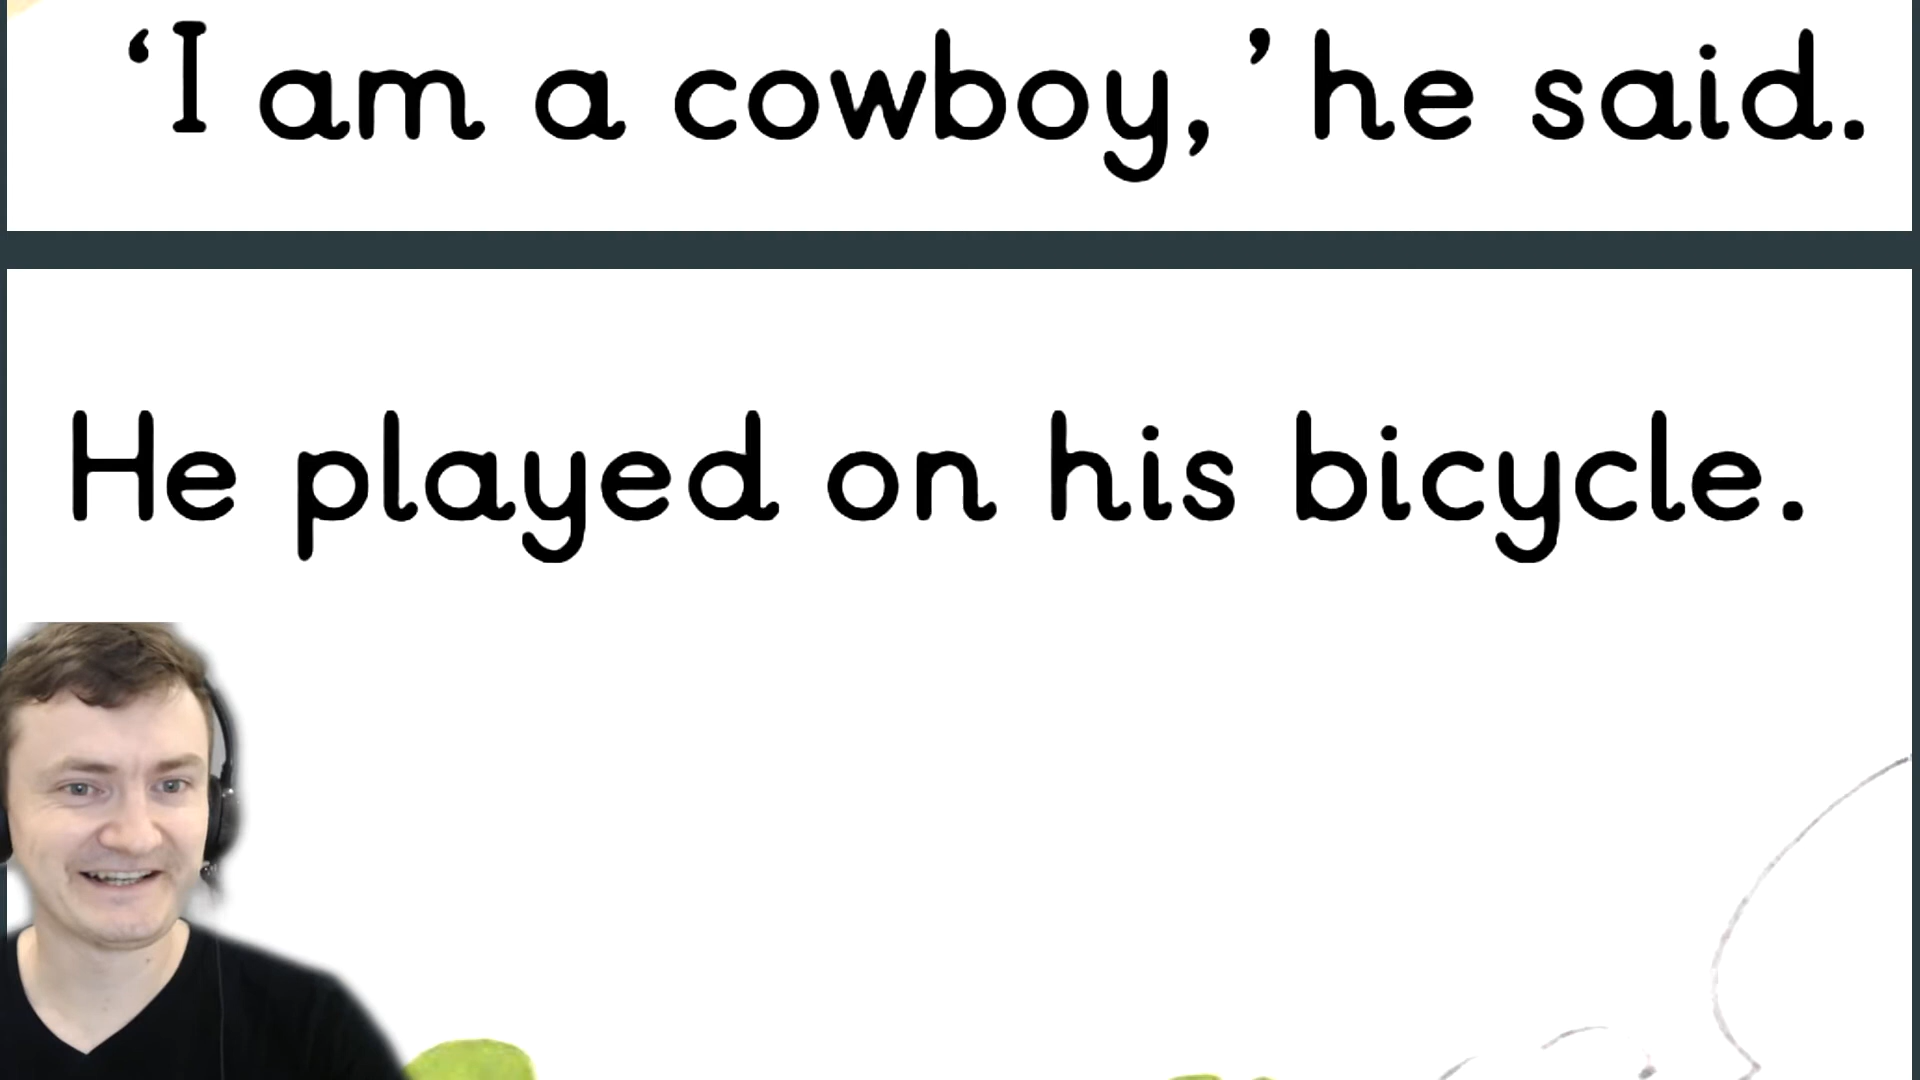 ‘I am a cowboy,’ he said.
He played on his bicycle.